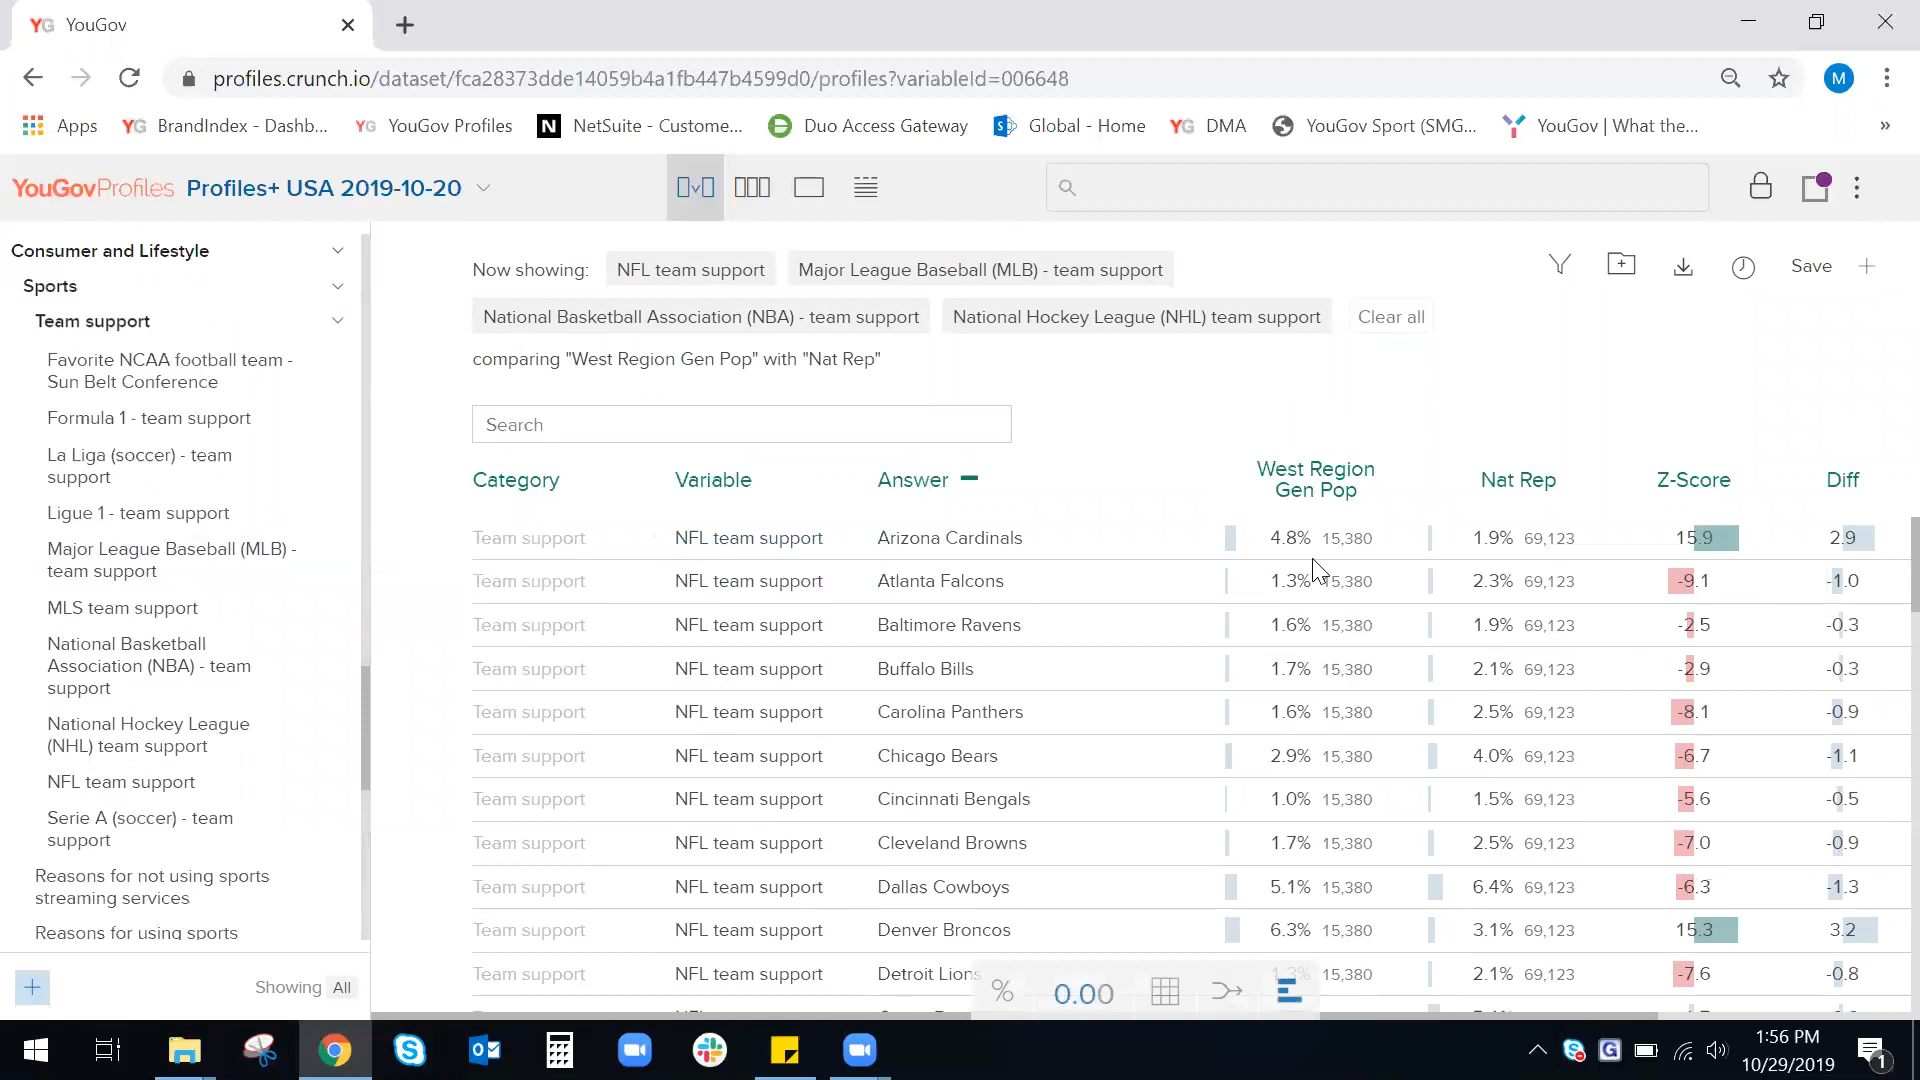 YG YouGov
profiles.crunch.io/dataset/fca28373dde14059b4a1fb447b4599d0/profiles?variableId=006648
M
Apps YG BrandIndex - Dashb... YG YouGov Profiles N NetSuite - Custome... Duo Access Gateway Global - Home YG DMA YouGov Sport (SMG... YouGov | What the... »
YouGovProfiles Profiles+ USA 2019-10-20
Consumer and Lifestyle
Sports
Team support
Favorite NCAA football team -
Sun Belt Conference
Formula 1 - team support
La Liga (soccer) - team
support
Ligue 1 - team support
Major League Baseball (MLB) -
team support
MLS team support
National Basketball
Association (NBA) - team
support
National Hockey League
(NHL) team support
NFL team support
Serie A (soccer) - team
support
Reasons for not using sports
streaming services
Reasons for using sports
Showing All
Now showing: NFL team support Major League Baseball (MLB) - team support
Save
National Basketball Association (NBA) - team support National Hockey League (NHL) team support Clear all
comparing "West Region Gen Pop" with "Nat Rep"
Search
Category Variable Answer West Region Gen Pop Nat Rep Z-Score Diff
Team support NFL team support Arizona Cardinals 4.8% 15,380 1.9% 69,123 15.9 2.9
Team support NFL team support Atlanta Falcons 1.3% 15,380 2.3% 69,123 -9.1 -1.0
Team support NFL team support Baltimore Ravens 1.6% 15,380 1.9% 69,123 -2.5 -0.3
Team support NFL team support Buffalo Bills 1.7% 15,380 2.1% 69,123 -2.9 -0.3
Team support NFL team support Carolina Panthers 1.6% 15,380 2.5% 69,123 -8.1 -0.9
Team support NFL team support Chicago Bears 2.9% 15,380 4.0% 69,123 -6.7 -1.1
Team support NFL team support Cincinnati Bengals 1.0% 15,380 1.5% 69,123 -5.6 -0.5
Team support NFL team support Cleveland Browns 1.7% 15,380 2.5% 69,123 -7.0 -0.9
Team support NFL team support Dallas Cowboys 5.1% 15,380 6.4% 69,123 -6.3 -1.3
Team support NFL team support Denver Broncos 6.3% 15,380 3.1% 69,123 15.3 3.2
Team support NFL team support Detroit Lions 1.3% 15,380 2.1% 69,123 -7.6 -0.8
% 0.00
1:56 PM
10/29/2019
1